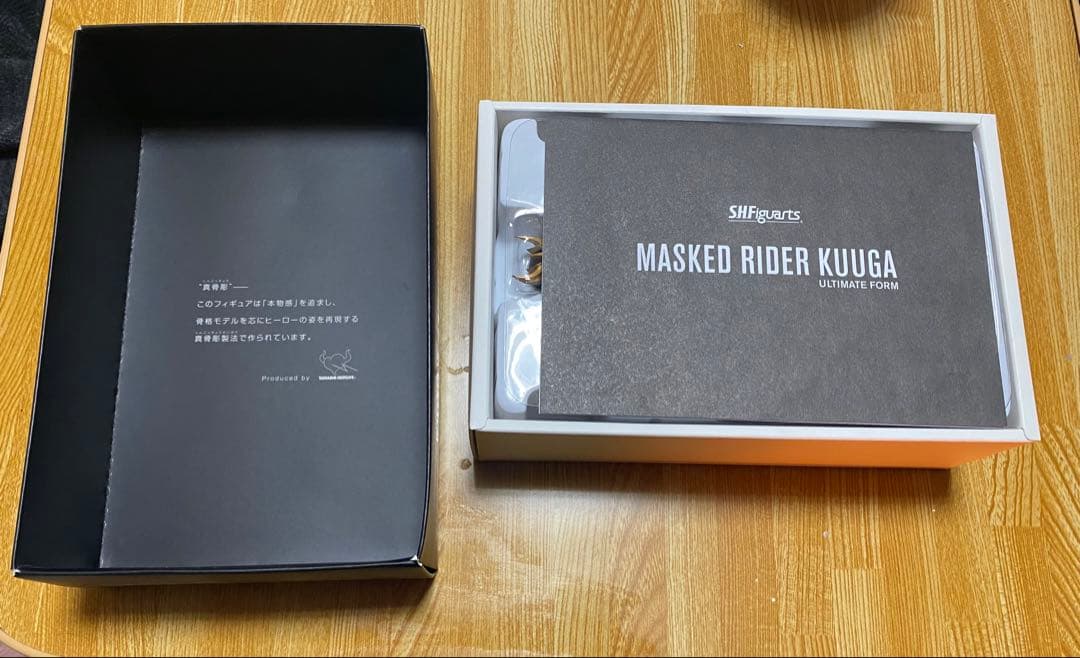 “真骨彫”──
このフィギュアは「本物感」を追求し、
骨格モデルを芯にヒーローの姿を再現する
真骨彫製法で作られています。
Produced by
S.H.Figuarts
MASKED RIDER KUUGA
ULTIMATE FORM